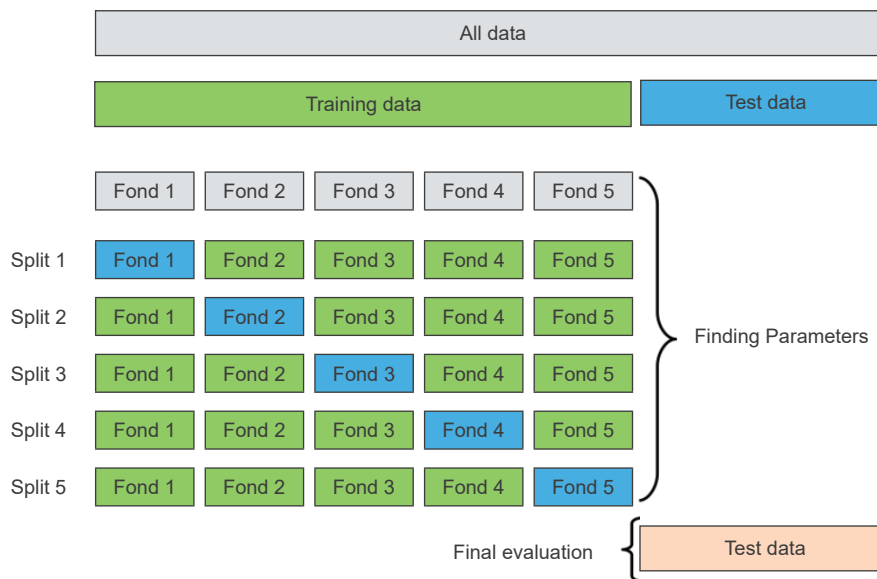 All data
Training data Test data
Fond 1 Fond 2 Fond 3 Fond 4 Fond 5
Split 1 Fond 1 Fond 2 Fond 3 Fond 4 Fond 5
Split 2 Fond 1 Fond 2 Fond 3 Fond 4 Fond 5
Finding Parameters
Split 3 Fond 1 Fond 2 Fond 3 Fond 4 Fond 5
Split 4 Fond 1 Fond 2 Fond 3 Fond 4 Fond 5
Split 5 Fond 1 Fond 2 Fond 3 Fond 4 Fond 5
Final evaluation Test data